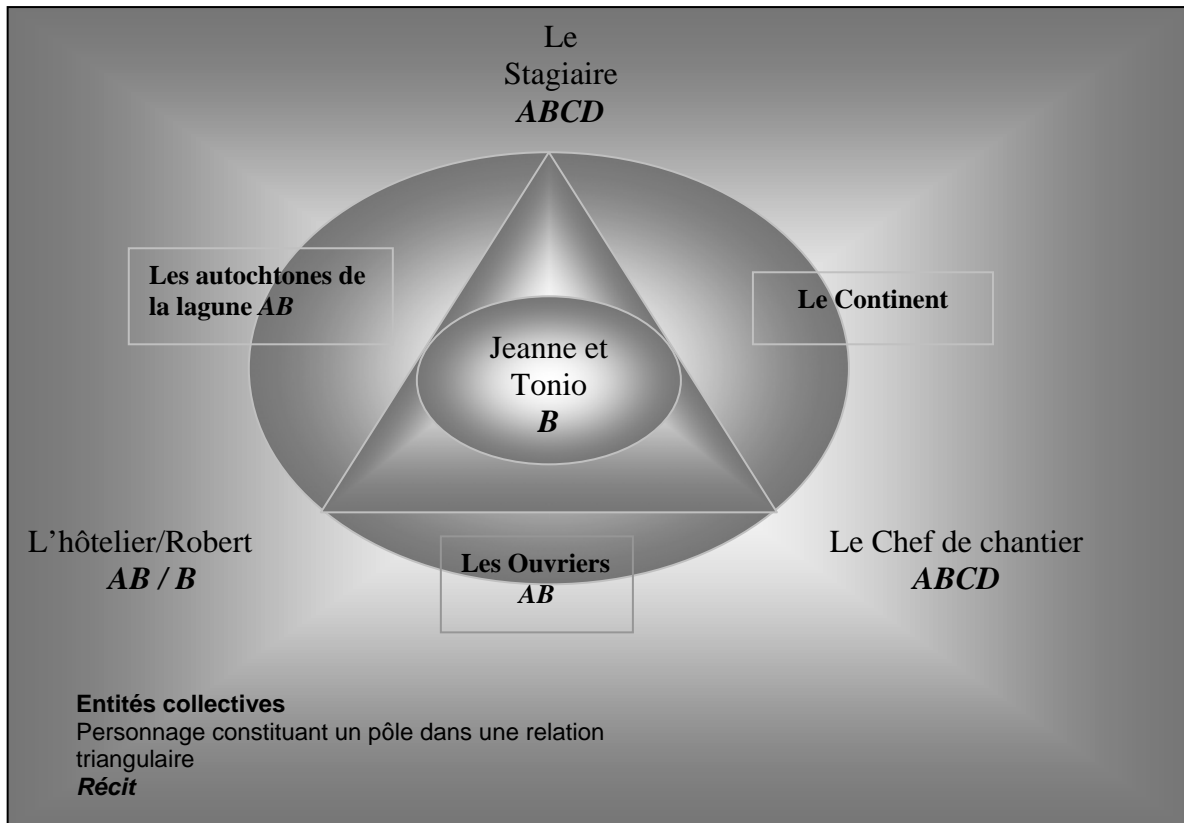 Le
Stagiaire
ABCD
Les autochtones de
la lagune AB
Le Continent
Jeanne et
Tonio
B
L'hôtelier/Robert
AB / B
Les Ouvriers
AB
Le Chef de chantier
ABCD
Entités collectives
Personnage constituant un pôle dans une relation
triangulaire
Récit